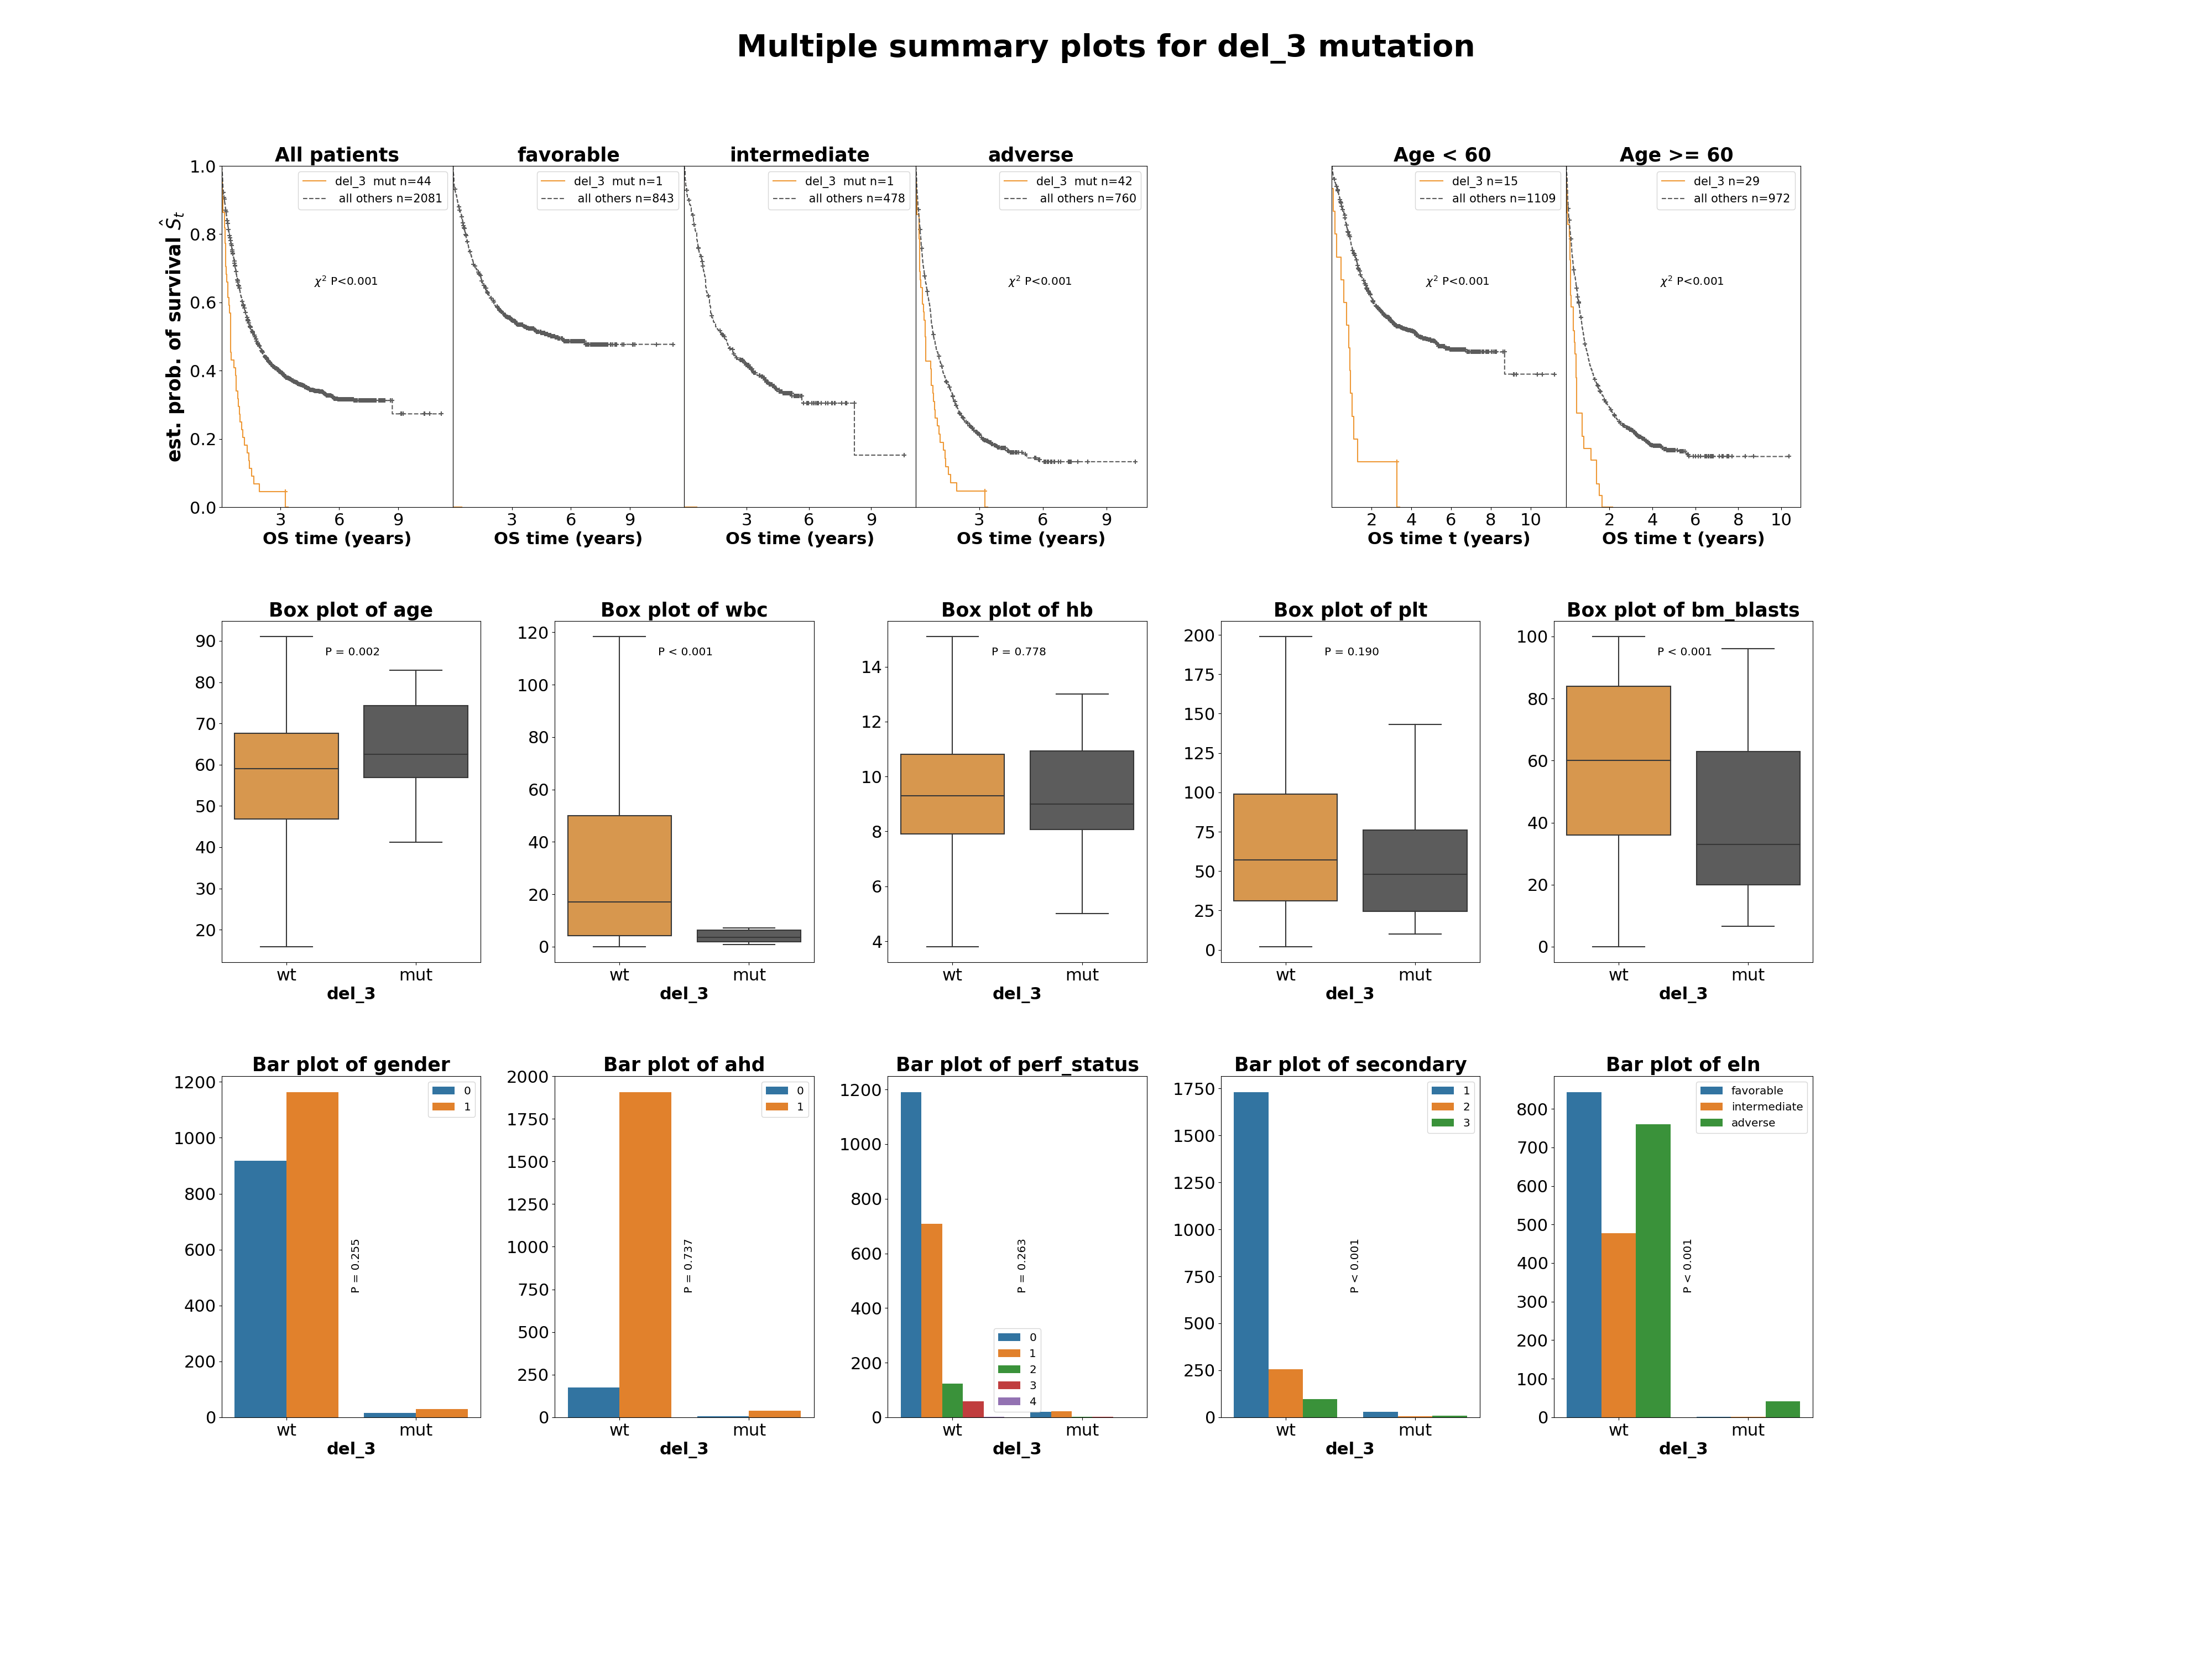 Multiple summary plots for del_3 mutation
All patients
favorable
intermediate
adverse
Age < 60
Age >= 60
del_3 mut n=44
all others n=2081
del_3 mut n=1
all others n=843
del_3 mut n=1
all others n=478
del_3 mut n=42
all others n=760
del_3 n=15
all others n=1109
del_3 n=29
all others n=972
χ² P<0.001
χ² P<0.001
χ² P<0.001
χ² P<0.001
est. prob. of survival Ŝₜ
1.0
0.8
0.6
0.4
0.2
0.0
3 6 9
3 6 9
3 6 9
3 6 9
2 4 6 8 10
2 4 6 8 10
OS time (years)
OS time (years)
OS time (years)
OS time (years)
OS time t (years)
OS time t (years)
Box plot of age
P = 0.002
90
80
70
60
50
40
30
20
wt mut
del_3
Box plot of wbc
P < 0.001
120
100
80
60
40
20
0
wt mut
del_3
Box plot of hb
P = 0.778
14
12
10
8
6
4
wt mut
del_3
Box plot of plt
P = 0.190
200
175
150
125
100
75
50
25
0
wt mut
del_3
Box plot of bm_blasts
P < 0.001
100
80
60
40
20
0
wt mut
del_3
Bar plot of gender
0
1
P = 0.255
1200
1000
800
600
400
200
0
wt mut
del_3
Bar plot of ahd
0
1
P = 0.737
2000
1750
1500
1250
1000
750
500
250
0
wt mut
del_3
Bar plot of perf_status
P = 0.263
0
1
2
3
4
1200
1000
800
600
400
200
0
wt mut
del_3
Bar plot of secondary
1
2
3
P < 0.001
1750
1500
1250
1000
750
500
250
0
wt mut
del_3
Bar plot of eln
favorable
intermediate
adverse
P < 0.001
800
700
600
500
400
300
200
100
0
wt mut
del_3